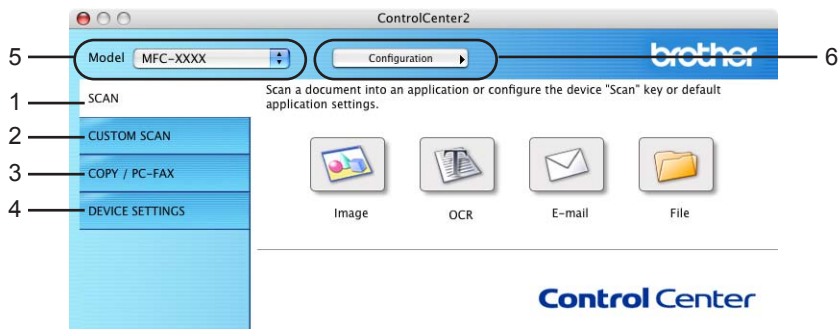 ControlCenter2
5
Model MFC-XXXX
Configuration
6
brother
1
SCAN
Scan a document into an application or configure the device "Scan" key or default
application settings.
2
CUSTOM SCAN
3
COPY / PC-FAX
4
DEVICE SETTINGS
Image
OCR
E-mail
File
Control Center